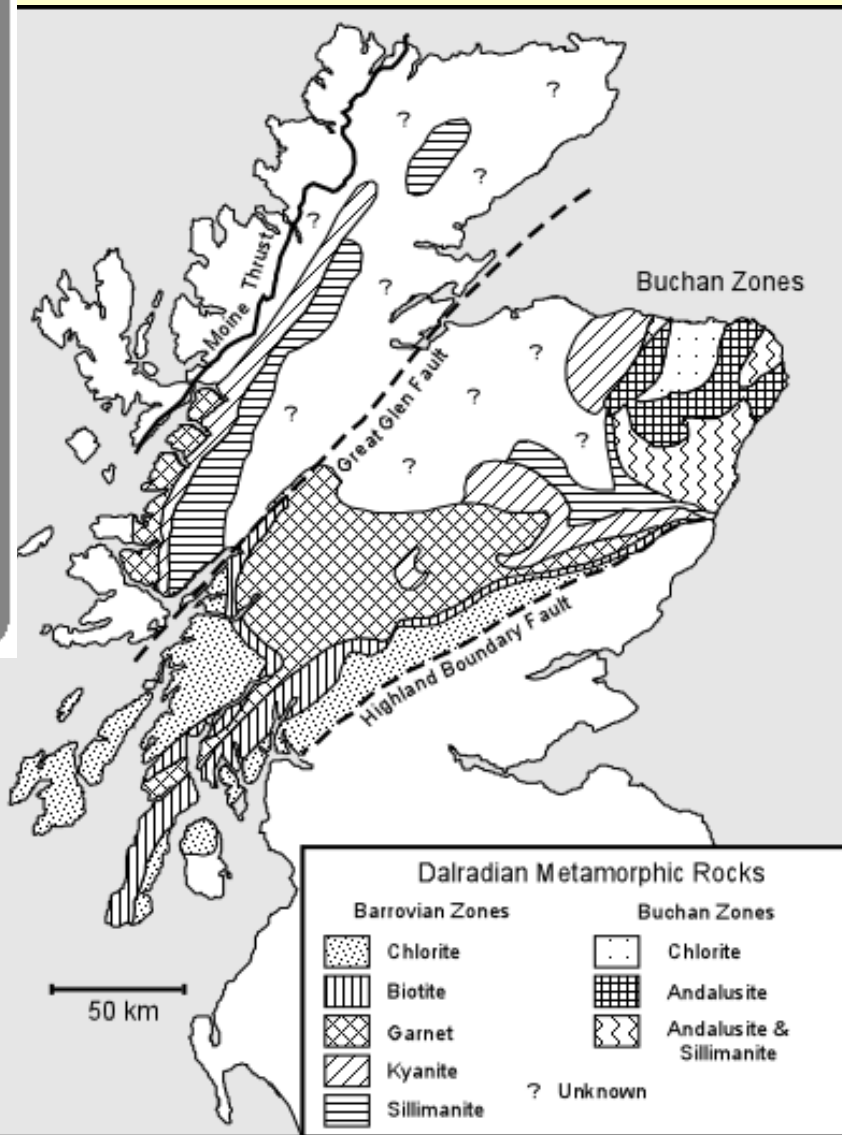 ?
?
?
?
Moine Thrust
?
Buchan Zones
?
?
?
Great Glen Fault
?
?
?
Highland Boundary Fault
50 km
Dalradian Metamorphic Rocks
Barrovian Zones
Chlorite
Biotite
Garnet
Kyanite
Sillimanite
Buchan Zones
Chlorite
Andalusite
Andalusite &
Sillimanite
? Unknown